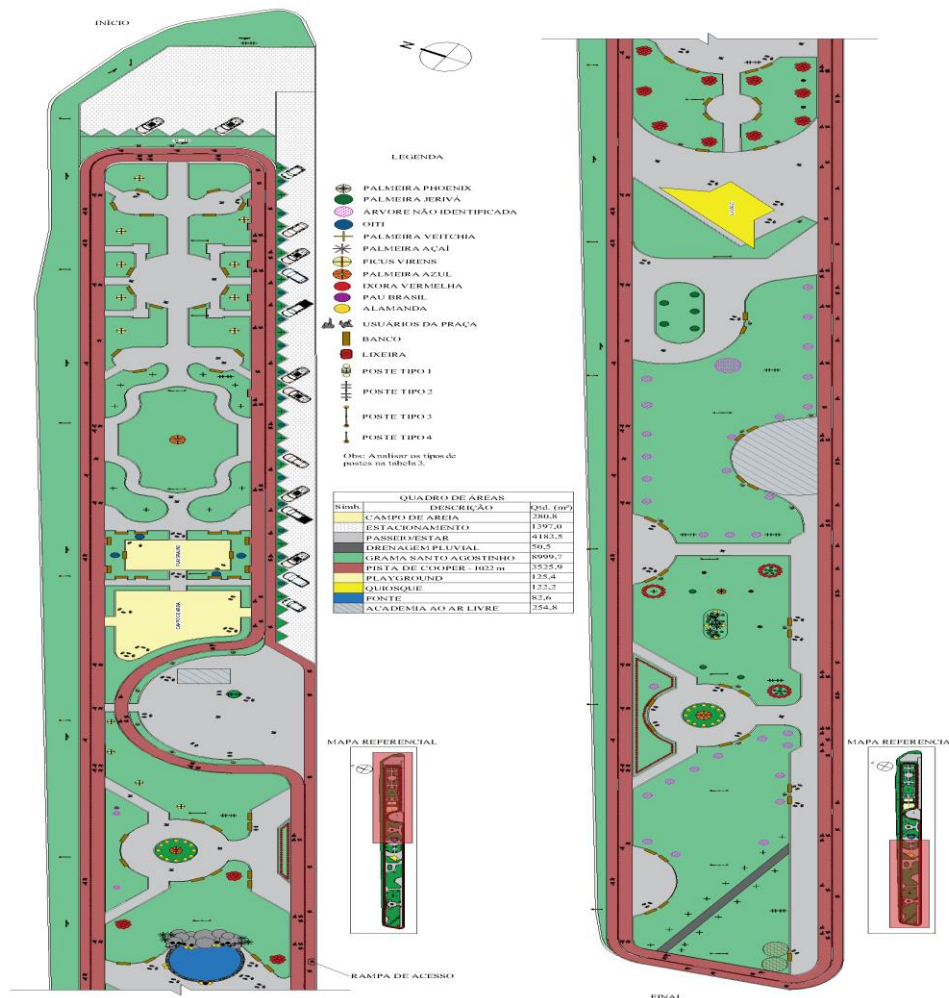 INÍCIO
N
LEGENDA
PALMEIRA PHOENIX
PALMEIRA JERIVÁ
ÁRVORE NÃO IDENTIFICADA
OITI
PALMEIRA VEITCHIA
PALMEIRA AÇAÍ
FICUS VIRENS
PALMEIRA AZUL
IXORA VERMELHA
PAU BRASIL
ALAMANDA
USUÁRIOS DA PRAÇA
BANCO
LIXEIRA
POSTE TIPO 1
POSTE TIPO 2
POSTE TIPO 3
POSTE TIPO 4
Obs: Analisar os tipos de
postes na tabela 3.
QUADRO DE ÁREAS
Simb. DESCRIÇÃO Qtd. (m²)
CAMPO DE AREIA 280,8
ESTACIONAMENTO 1397,0
PASSEIO/ESTAR 4182,5
DRENAGEM PLUVIAL 50,5
GRAMA SANTO AGOSTINHO 8999,7
PISTA DE COOPER - 1022 m 3525,9
PLAYGROUND 125,4
QUIOSQUE 122,2
FONTE 82,6
ACADEMIA AO AR LIVRE 254,8
MAPA REFERENCIAL
RAMPA DE ACESSO
MAPA REFERENCIAL
FINAL